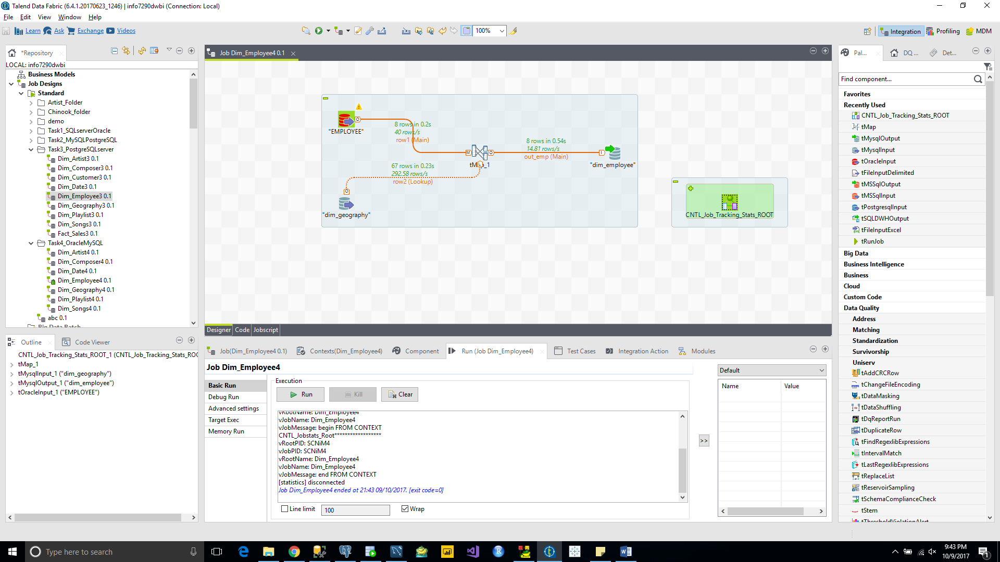 Talend Data Fabric (6.4.1.20170623_1246) | info7290dwbi (Connection: Local)
File Edit View Window Help
Learn Ask Exchange Videos
100%
Integration Profiling MDM
*Repository
LOCAL: info7290dwbi
Business Models
Job Designs
Standard
Artist_Folder
Chinook_folder
demo
Task1_SQLserverOracle
Task2_MySQLPostgreSQL
Task3_PostgreSQLserver
Dim_Artist3 0.1
Dim_Composer3 0.1
Dim_Customer3 0.1
Dim_Date3 0.1
Dim_Employee3 0.1
Dim_Geography3 0.1
Dim_Playlist3 0.1
Dim_Songs3 0.1
Fact_Sales3 0.1
Task4_OracleMySQL
Dim_Artist4 0.1
Dim_Composer4 0.1
Dim_Date4 0.1
Dim_Employee4 0.1
Dim_Geography4 0.1
Dim_Playlist4 0.1
Dim_Songs4 0.1
abc 0.1
Big Data Batch
Outline Code Viewer
CNTL_Job_Tracking_Stats_ROOT_1 (CNTL_Job_Tracking_Stats_ROO
tMap_1
tMysqlInput_1 ("dim_geography")
tMysqlOutput_1 ("dim_employee")
tOracleInput_1 ("EMPLOYEE")
Job Dim_Employee4 0.1
"EMPLOYEE"
8 rows in 0.2s
40 rows/s
row1 (Main)
67 rows in 0.23s
292.58 rows/s
row2 (Lookup)
"dim_geography"
tMap_1
8 rows in 0.54s
14.81 rows/s
out_emp (Main)
"dim_employee"
CNTL_Job_Tracking_Stats_ROOT
Designer Code Jobscript
Job(Dim_Employee4 0.1) Contexts(Dim_Employee4) Component Run (Job Dim_Employee4) Test Cases Integration Action Modules
Job Dim_Employee4
Basic Run
Debug Run
Advanced settings
Target Exec
Memory Run
Execution
Run Kill Clear
vRootName: Dim_Employee4
vJobName: Dim_Employee4
vJobMessage: begin FROM CONTEXT
CNTL_Jobstats_Root******************
vRootPID: SCNiM4
vJobPID: SCNiM4
vRootName: Dim_Employee4
vJobName: Dim_Employee4
vJobMessage: end FROM CONTEXT
[statistics] disconnected
Job Dim_Employee4 ended at 21:43 09/10/2017. [exit code=0]
Line limit 100 Wrap
>>
Default
Name Value
Pal... DQ ... Det...
Find component...
Favorites
Recently Used
CNTL_Job_Tracking_Stats_ROOT
tMap
tMysqlOutput
tMysqlInput
tOracleInput
tFileInputDelimited
tMSSqlOutput
tMSSqlInput
tPostgresqlInput
tSQLDWHOutput
tFileInputExcel
tRunJob
Big Data
Business Intelligence
Business
Cloud
Custom Code
Data Quality
Address
Matching
Standardization
Survivorship
Uniserv
tAddCRCRow
tChangeFileEncoding
tDataMasking
tDataShuffling
tDqReportRun
tDuplicateRow
tFindRegexlibExpressions
tIntervalMatch
tLastRegexlibExpressions
tReplaceList
tReservoirSampling
tSchemaComplianceCheck
tStem
tThresholdViolationAlert
Type here to search
9:43 PM
10/9/2017